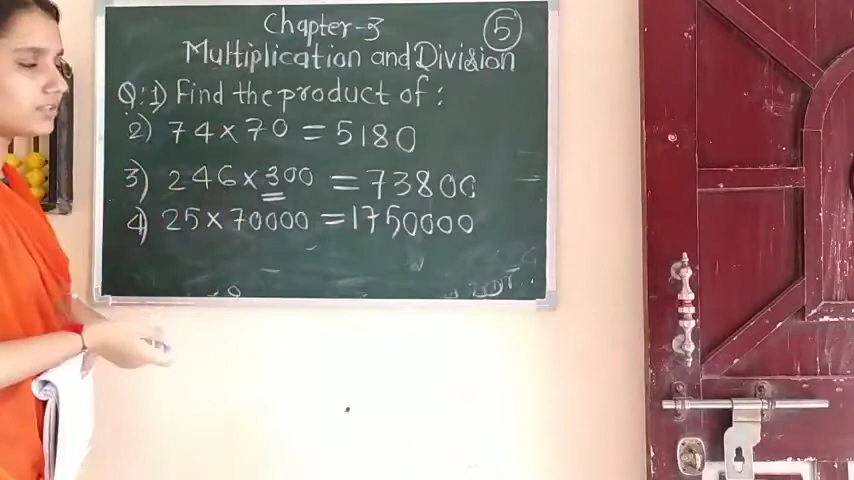 Chapter-3 5
Multiplication and Division
Q:1) Find the product of :
2) 74×70 = 5180
3) 246×300 = 73800
4) 25×70000 = 1750000